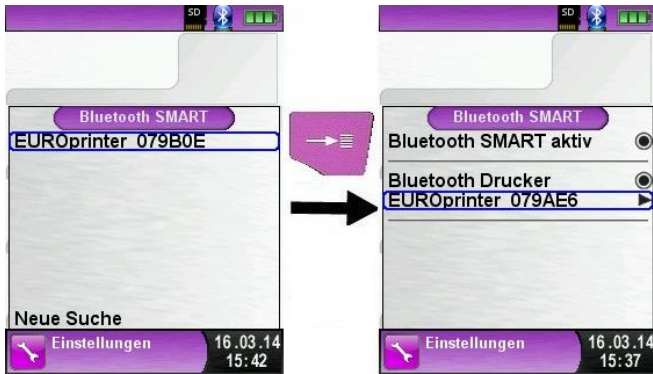 SD
Bluetooth SMART
EUROprinter 079B0E
Neue Suche
Einstellungen
16.03.14
15:42
SD
Bluetooth SMART
Bluetooth SMART aktiv
Bluetooth Drucker
EUROprinter 079AE6
Einstellungen
16.03.14
15:37